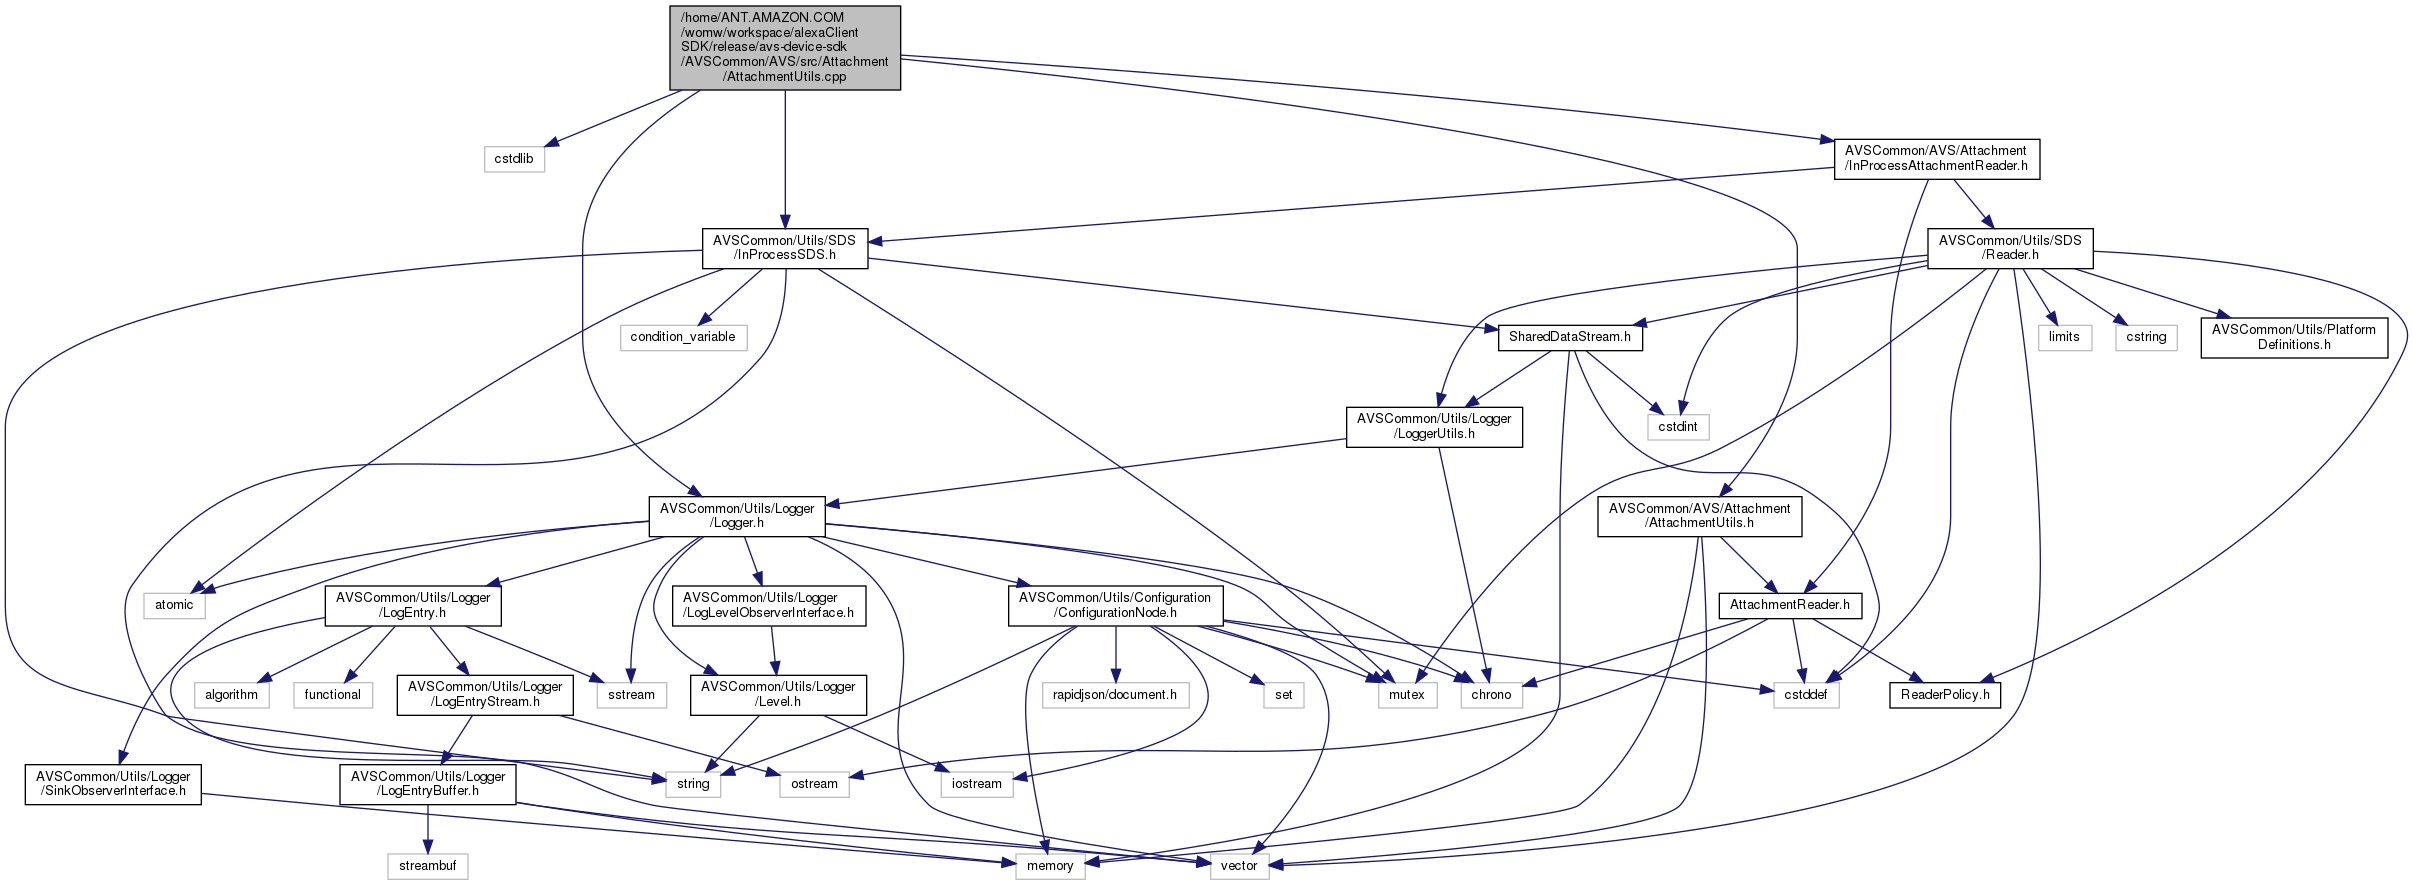 /home/ANT.AMAZON.COM
/womw/workspace/alexaClient
SDK/release/avs-device-sdk
/AVSCommon/AVS/src/Attachment
/AttachmentUtils.cpp
cstdlib
AVSCommon/AVS/Attachment
/InProcessAttachmentReader.h
AVSCommon/Utils/SDS
/InProcessSDS.h
AVSCommon/Utils/SDS
/Reader.h
condition_variable
SharedDataStream.h
limits
cstring
AVSCommon/Utils/Platform
Definitions.h
AVSCommon/Utils/Logger
/LoggerUtils.h
cstdint
AVSCommon/Utils/Logger
/Logger.h
AVSCommon/AVS/Attachment
/AttachmentUtils.h
atomic
AVSCommon/Utils/Logger
/LogEntry.h
AVSCommon/Utils/Logger
/LogLevelObserverInterface.h
AVSCommon/Utils/Configuration
/ConfigurationNode.h
AttachmentReader.h
algorithm
functional
AVSCommon/Utils/Logger
/LogEntryStream.h
sstream
AVSCommon/Utils/Logger
/Level.h
rapidjson/document.h
set
mutex
chrono
cstddef
ReaderPolicy.h
AVSCommon/Utils/Logger
/SinkObserverInterface.h
AVSCommon/Utils/Logger
/LogEntryBuffer.h
string
ostream
iostream
streambuf
memory
vector